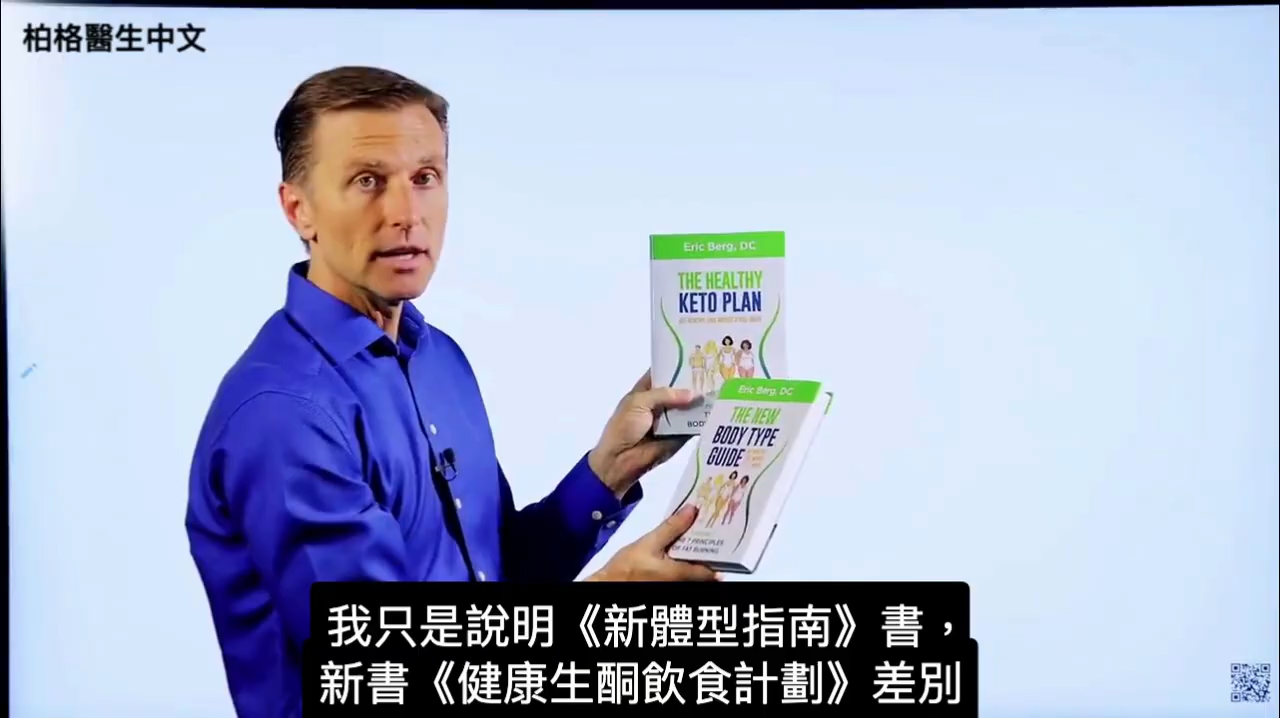 柏格醫生中文
Eric Berg, DC
THE HEALTHY
KETO PLAN
Eric Berg, DC
THE NEW
BODY TYPE
GUIDE
7 PRINCIPLES
OF FAT BURNING
我只是說明《新體型指南》書，
新書《健康生酮飲食計劃》差別